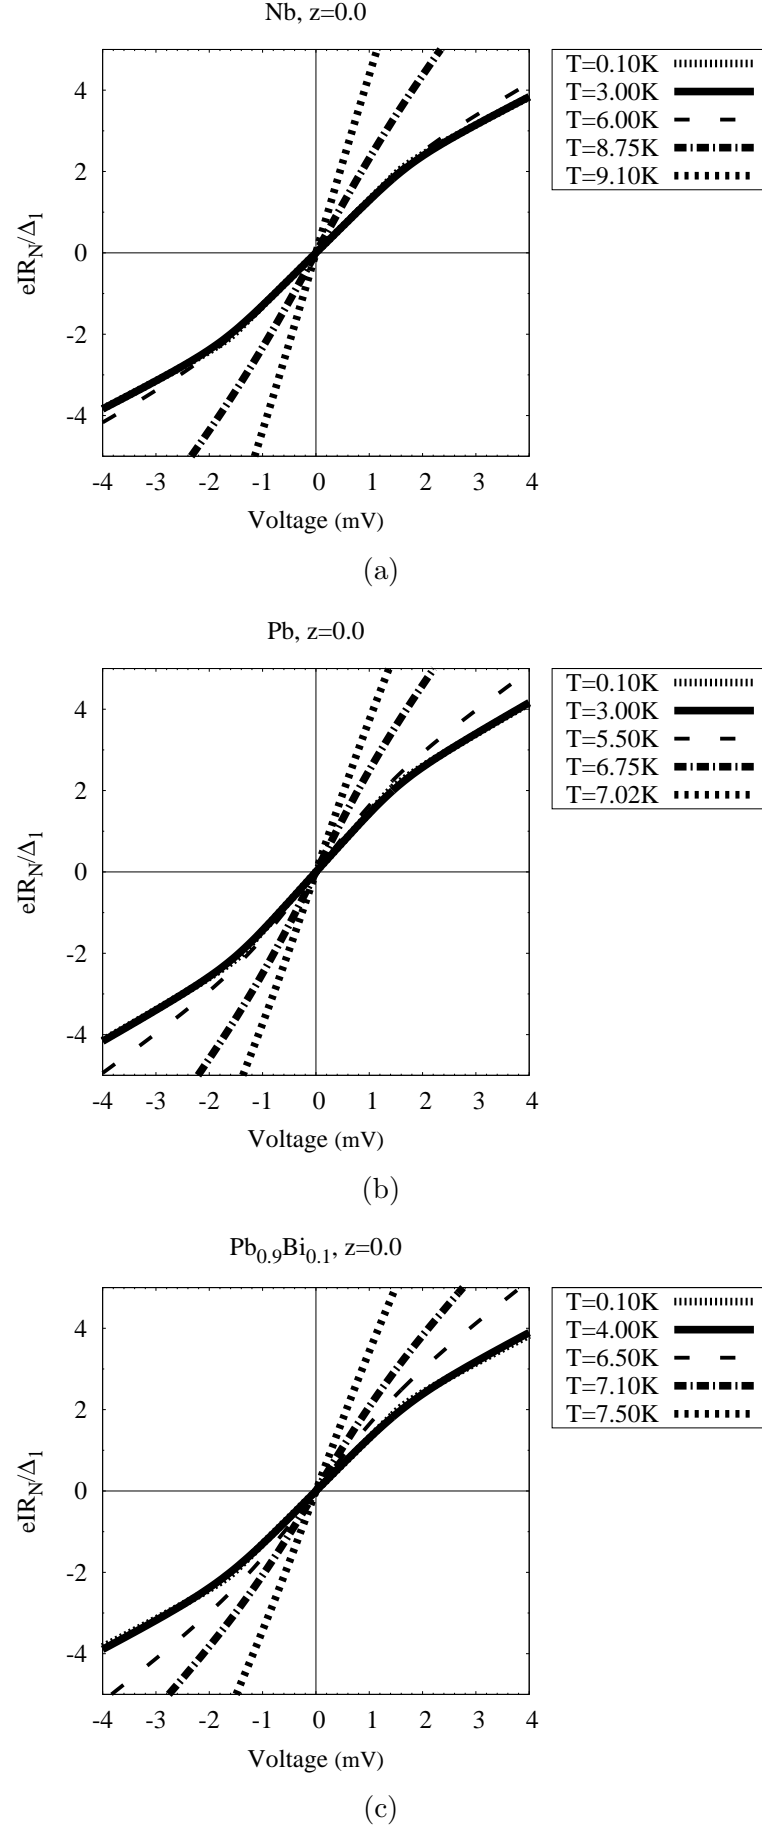 Nb, z=0.0
4
2
0
-2
-4
eIR_N/Δ_1
-4 -3 -2 -1 0 1 2 3 4
Voltage (mV)
T=0.10K
T=3.00K
T=6.00K
T=8.75K
T=9.10K
(a)
Pb, z=0.0
4
2
0
-2
-4
eIR_N/Δ_1
-4 -3 -2 -1 0 1 2 3 4
Voltage (mV)
T=0.10K
T=3.00K
T=5.50K
T=6.75K
T=7.02K
(b)
Pb_0.9Bi_0.1, z=0.0
4
2
0
-2
-4
eIR_N/Δ_1
-4 -3 -2 -1 0 1 2 3 4
Voltage (mV)
T=0.10K
T=4.00K
T=6.50K
T=7.10K
T=7.50K
(c)